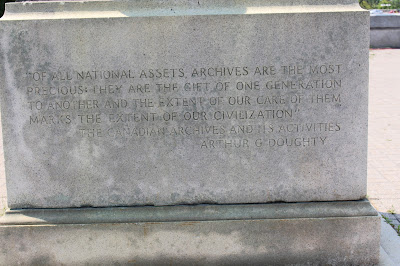 "OF ALL NATIONAL ASSETS, ARCHIVES ARE THE MOST
PRECIOUS: THEY ARE THE GIFT OF ONE GENERATION
TO ANOTHER AND THE EXTENT OF OUR CARE OF THEM
MARKS THE EXTENT OF OUR CIVILIZATION."
THE CANADIAN ARCHIVES AND ITS ACTIVITIES
ARTHUR G DOUGHTY